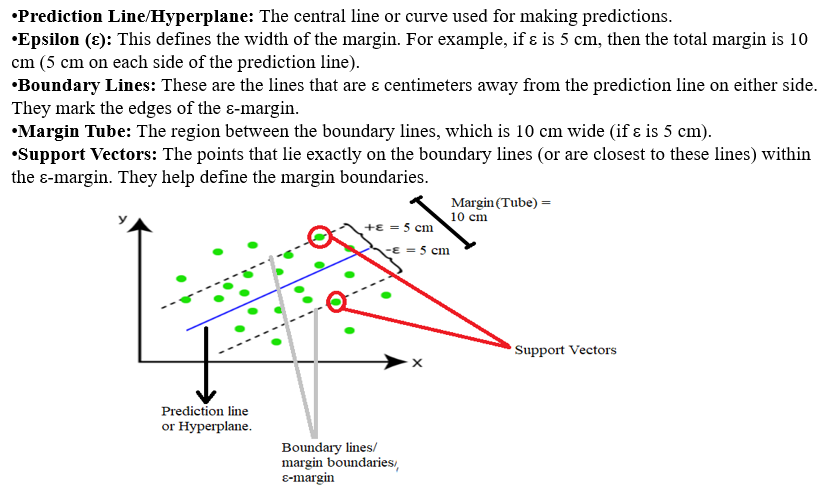 •Prediction Line/Hyperplane: The central line or curve used for making predictions.
•Epsilon (ε): This defines the width of the margin. For example, if ε is 5 cm, then the total margin is 10
cm (5 cm on each side of the prediction line).
•Boundary Lines: These are the lines that are ε centimeters away from the prediction line on either side.
They mark the edges of the ε-margin.
•Margin Tube: The region between the boundary lines, which is 10 cm wide (if ε is 5 cm).
•Support Vectors: The points that lie exactly on the boundary lines (or are closest to these lines) within
the ε-margin. They help define the margin boundaries.
Margin(Tube) =
10 cm
y
+ε = 5 cm
-ε = 5 cm
Support Vectors
x
Prediction line
or Hyperplane.
Boundary lines/
margin boundaries/,
ε-margin